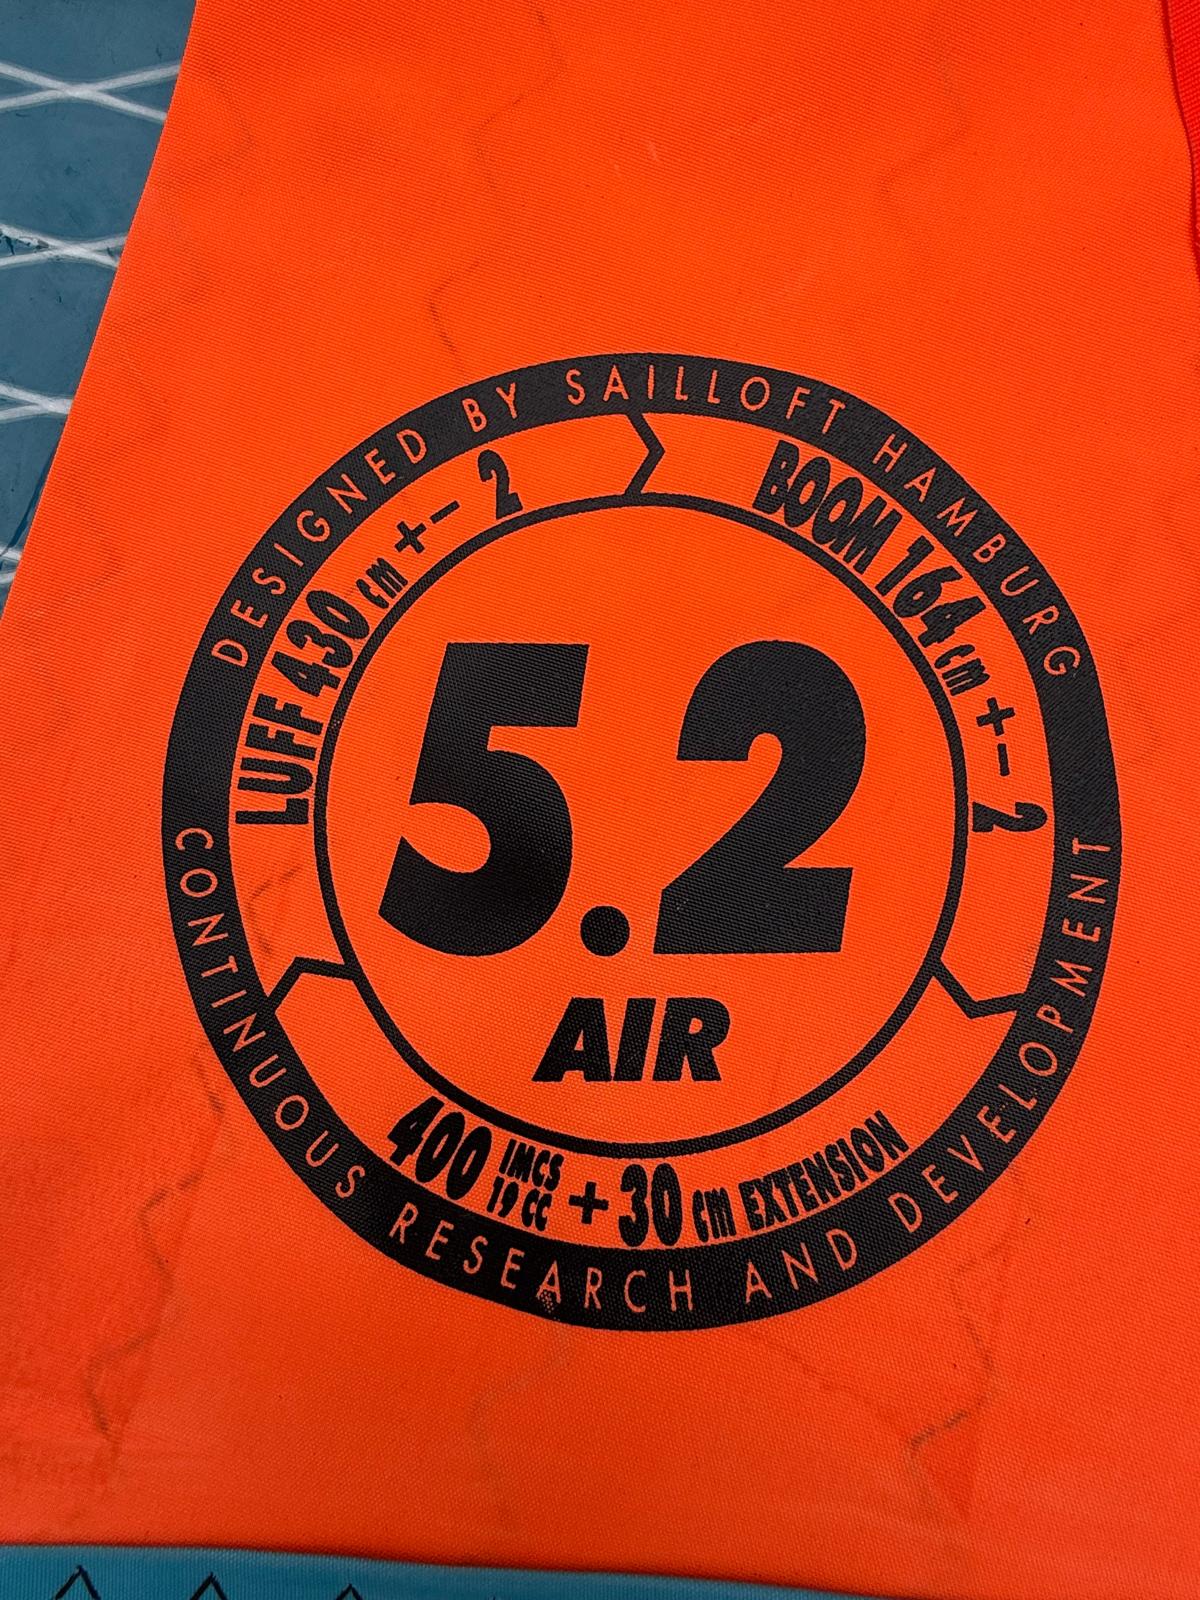 DESIGNED BY SAILLOFT HAMBURG
LUFF 430 cm +- 2
BOOM 164 cm +- 2
5.2
AIR
400 IMCS 19 CC + 30 cm EXTENSION
CONTINUOUS RESEARCH AND DEVELOPMENT